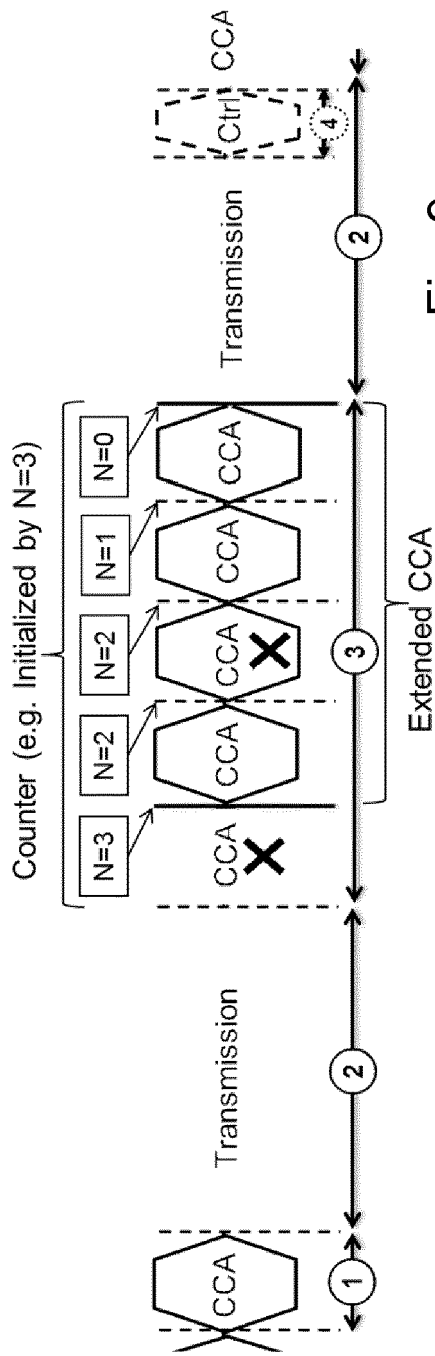 Counter (e.g. Initialized by N=3)
N=3 N=2 N=2 N=1 N=0
CCA Transmission CCA CCA CCA CCA CCA Transmission Ctrl CCA
4
1 2 3 2
Extended CCA